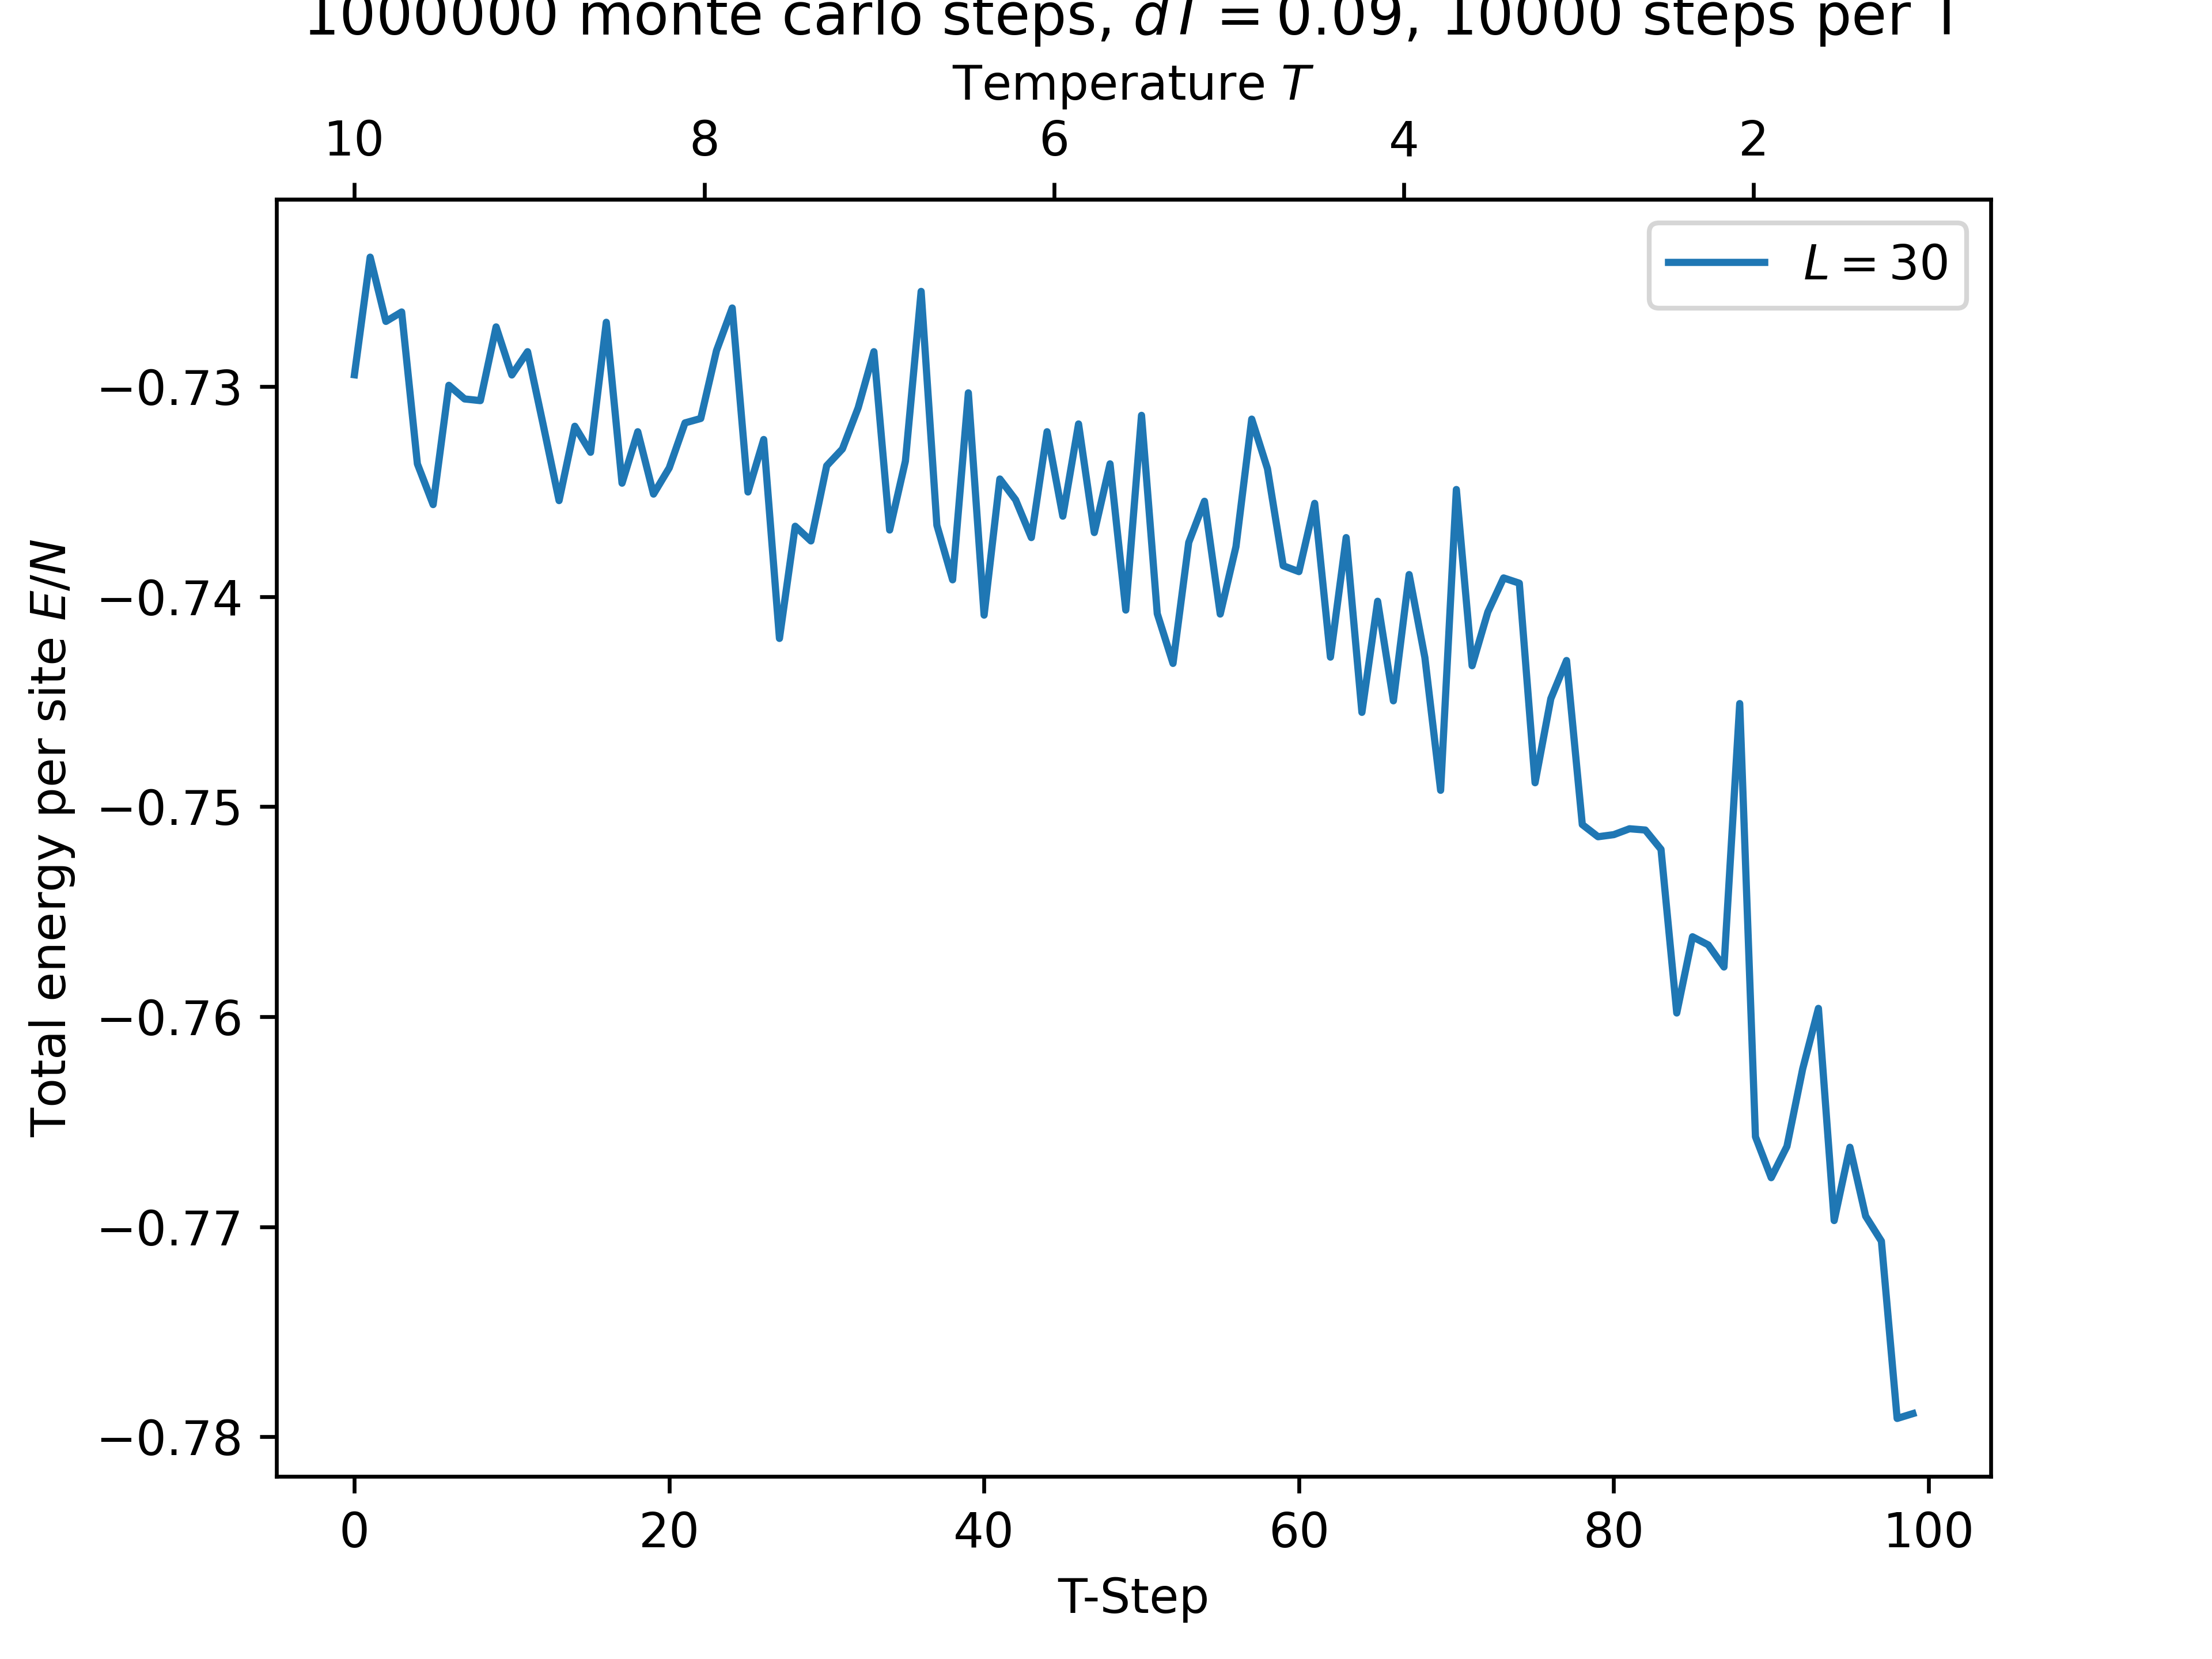 1000000 monte carlo steps, dT = 0.09, 10000 steps per T
Temperature T
10 8 6 4 2
L = 30
Total energy per site E/N
−0.73
−0.74
−0.75
−0.76
−0.77
−0.78
0 20 40 60 80 100
T-Step